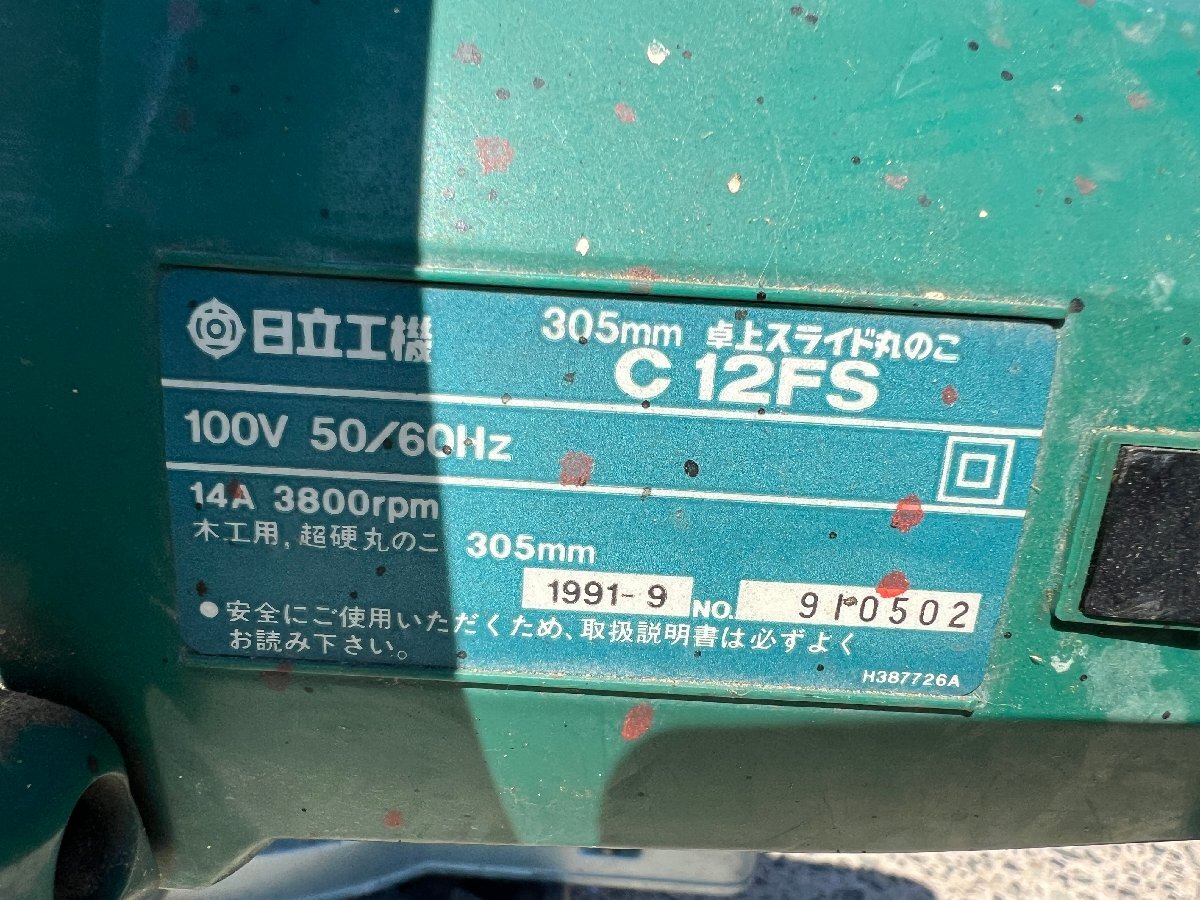 日立工機
305mm 卓上スライド丸のこ
C 12FS
100V 50/60Hz
14A 3800rpm
木工用, 超硬丸のこ 305mm
1991-9 NO. 910502
●安全にご使用いただくため、取扱説明書は必ずよく
お読み下さい。
H387726A